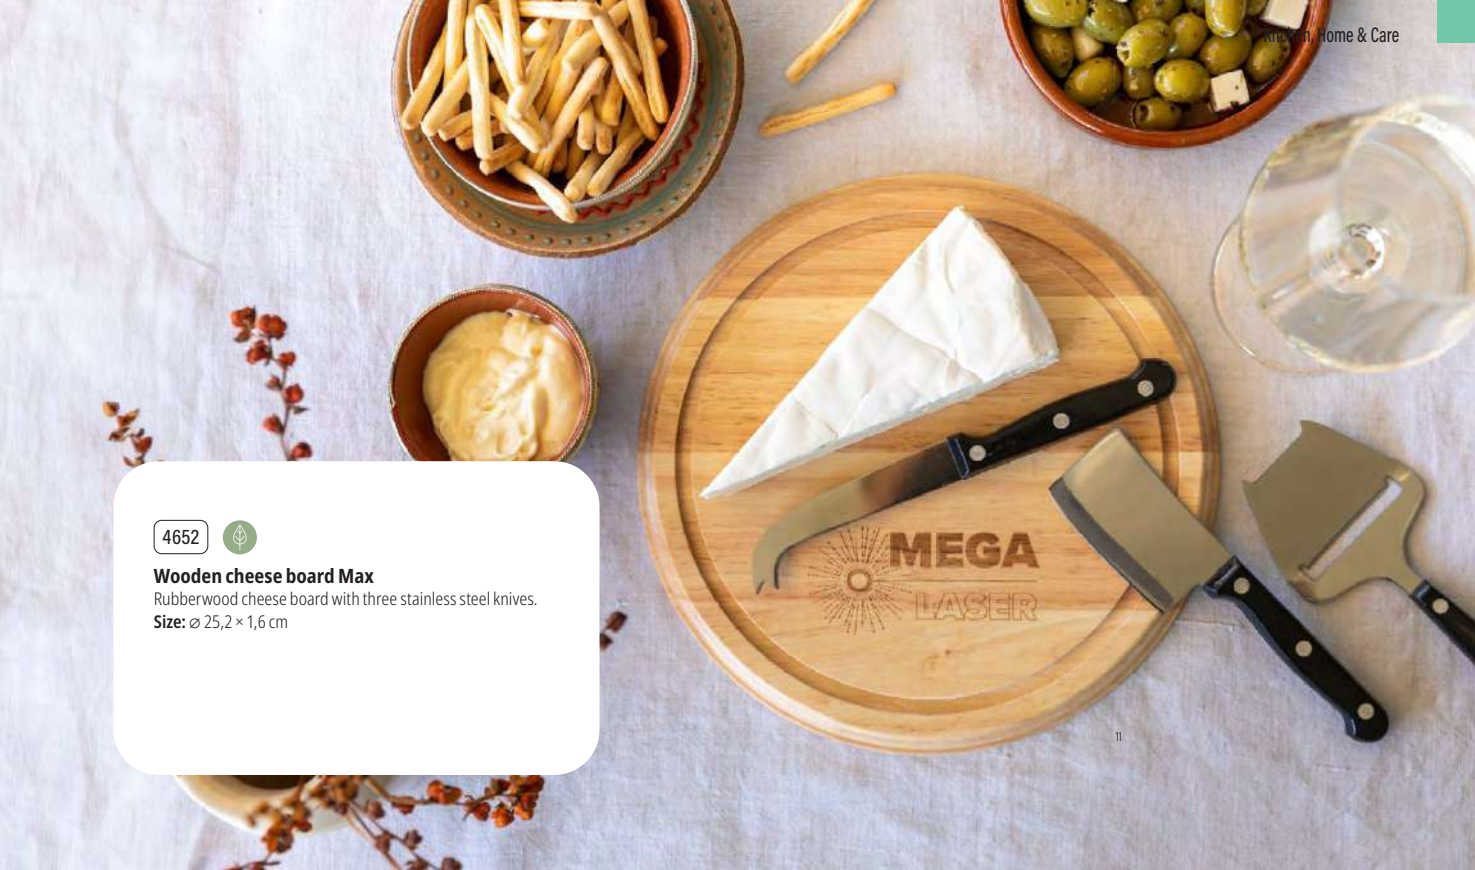 Kitchen, Home & Care
4652
Wooden cheese board Max
Rubberwood cheese board with three stainless steel knives.
Size: ⌀ 25,2 × 1,6 cm
MEGA
LASER
11